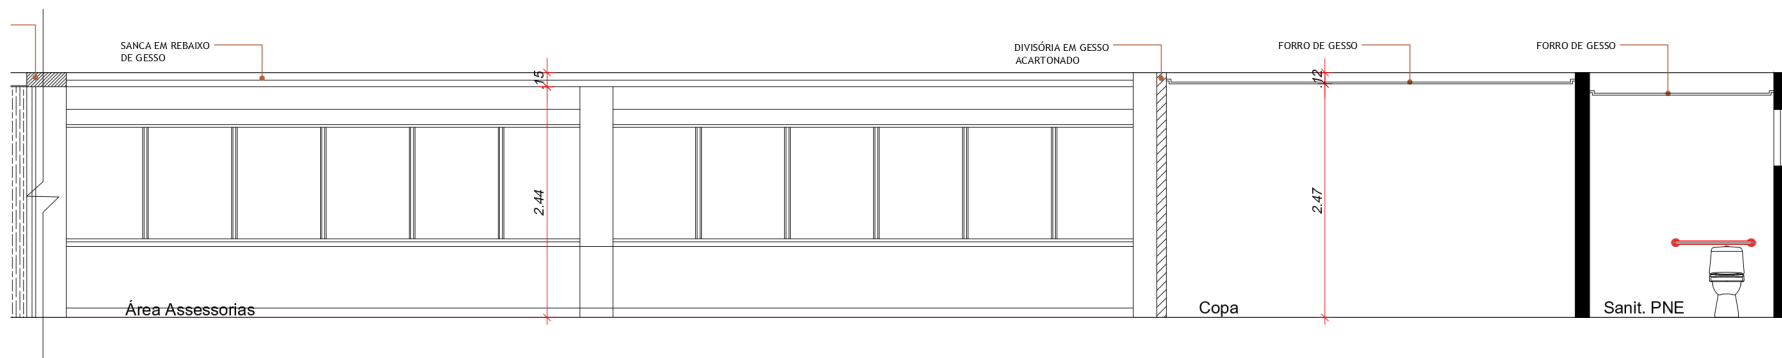 SANCA EM REBAIXO
DE GESSO
DIVISÓRIA EM GESSO
ACARTONADO
FORRO DE GESSO
FORRO DE GESSO
.15
.12
2.44
2.47
Área Assessorias
Copa
Sanit. PNE